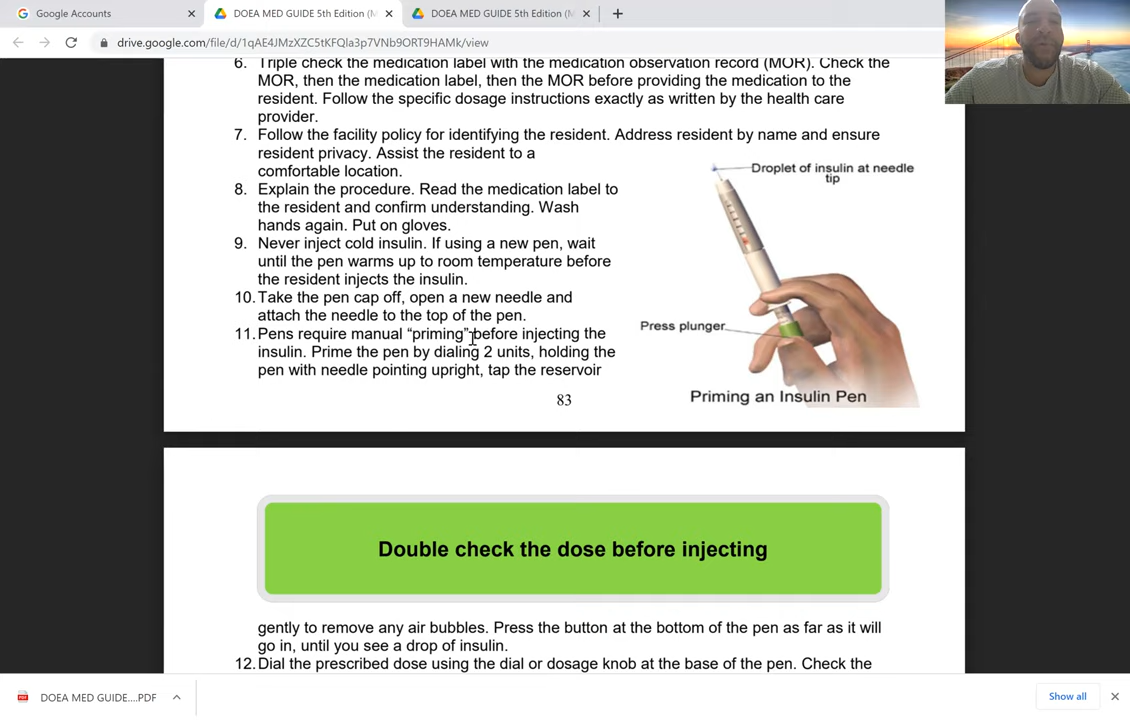 Google Accounts
DOEA MED GUIDE 5th Edition (M
DOEA MED GUIDE 5th Edition (M
drive.google.com/file/d/1qAE4JMzXZC5tKFQla3p7VNb9ORT9HAMk/view
6. Triple check the medication label with the medication observation record (MOR). Check the
MOR, then the medication label, then the MOR before providing the medication to the
resident. Follow the specific dosage instructions exactly as written by the health care
provider.
7. Follow the facility policy for identifying the resident. Address resident by name and ensure
resident privacy. Assist the resident to a
comfortable location.
8. Explain the procedure. Read the medication label to
the resident and confirm understanding. Wash
hands again. Put on gloves.
9. Never inject cold insulin. If using a new pen, wait
until the pen warms up to room temperature before
the resident injects the insulin.
10. Take the pen cap off, open a new needle and
attach the needle to the top of the pen.
11. Pens require manual “priming” before injecting the
insulin. Prime the pen by dialing 2 units, holding the
pen with needle pointing upright, tap the reservoir
Droplet of insulin at needle
tip
Press plunger
Priming an Insulin Pen
83
Double check the dose before injecting
gently to remove any air bubbles. Press the button at the bottom of the pen as far as it will
go in, until you see a drop of insulin.
12. Dial the prescribed dose using the dial or dosage knob at the base of the pen. Check the
DOEA MED GUIDE....PDF
Show all